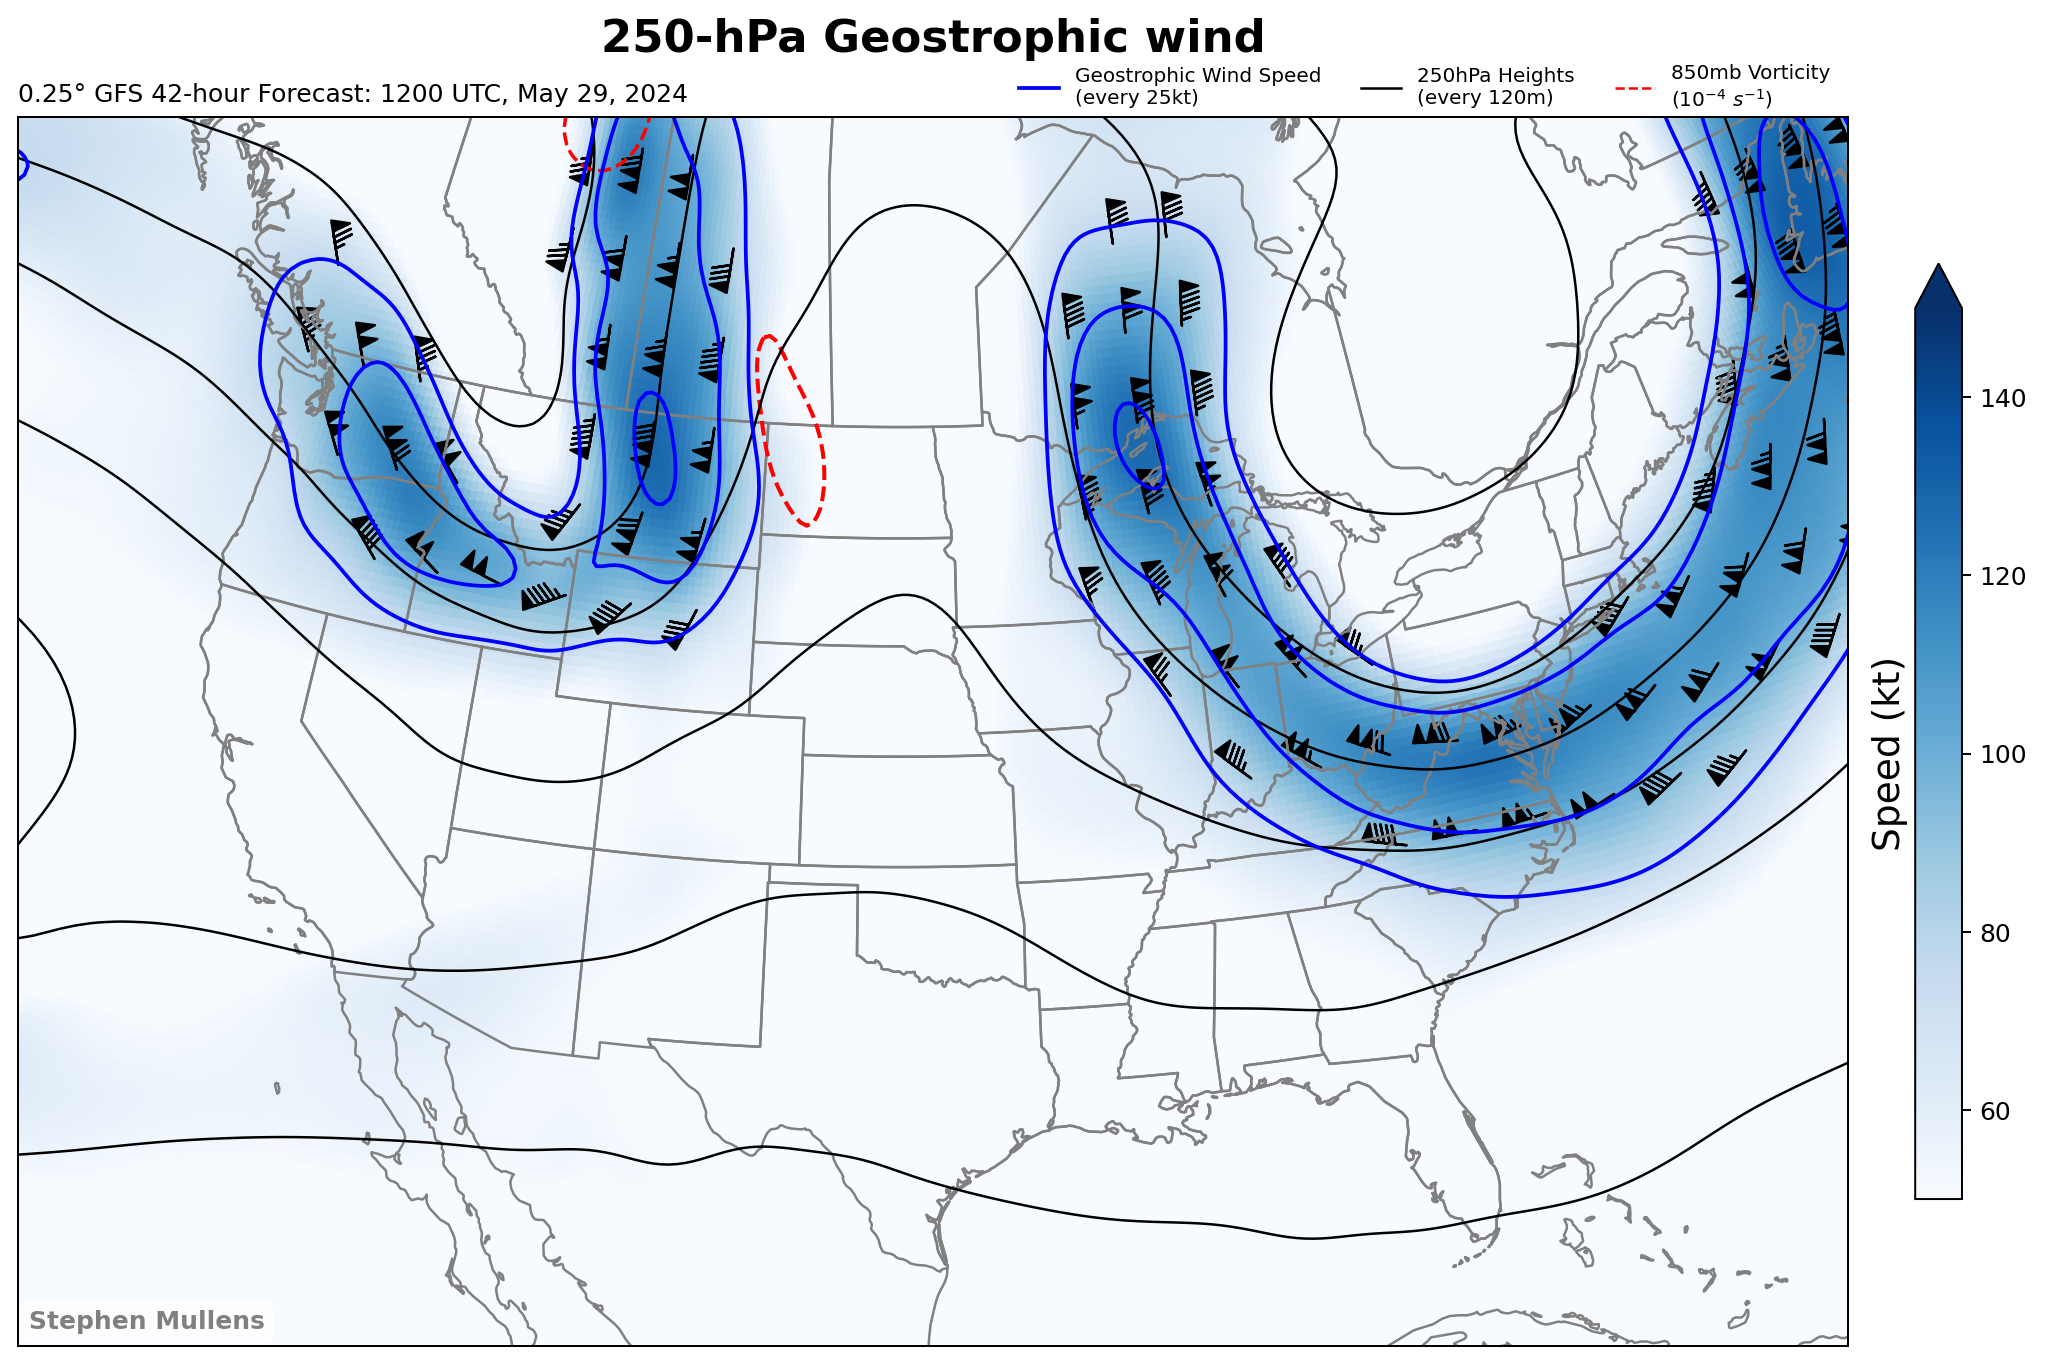 250-hPa Geostrophic wind
0.25° GFS 42-hour Forecast: 1200 UTC, May 29, 2024
Geostrophic Wind Speed
(every 25kt)
250hPa Heights
(every 120m)
850mb Vorticity
(10⁻⁴ s⁻¹)
140
120
100
80
60
Speed (kt)
Stephen Mullens